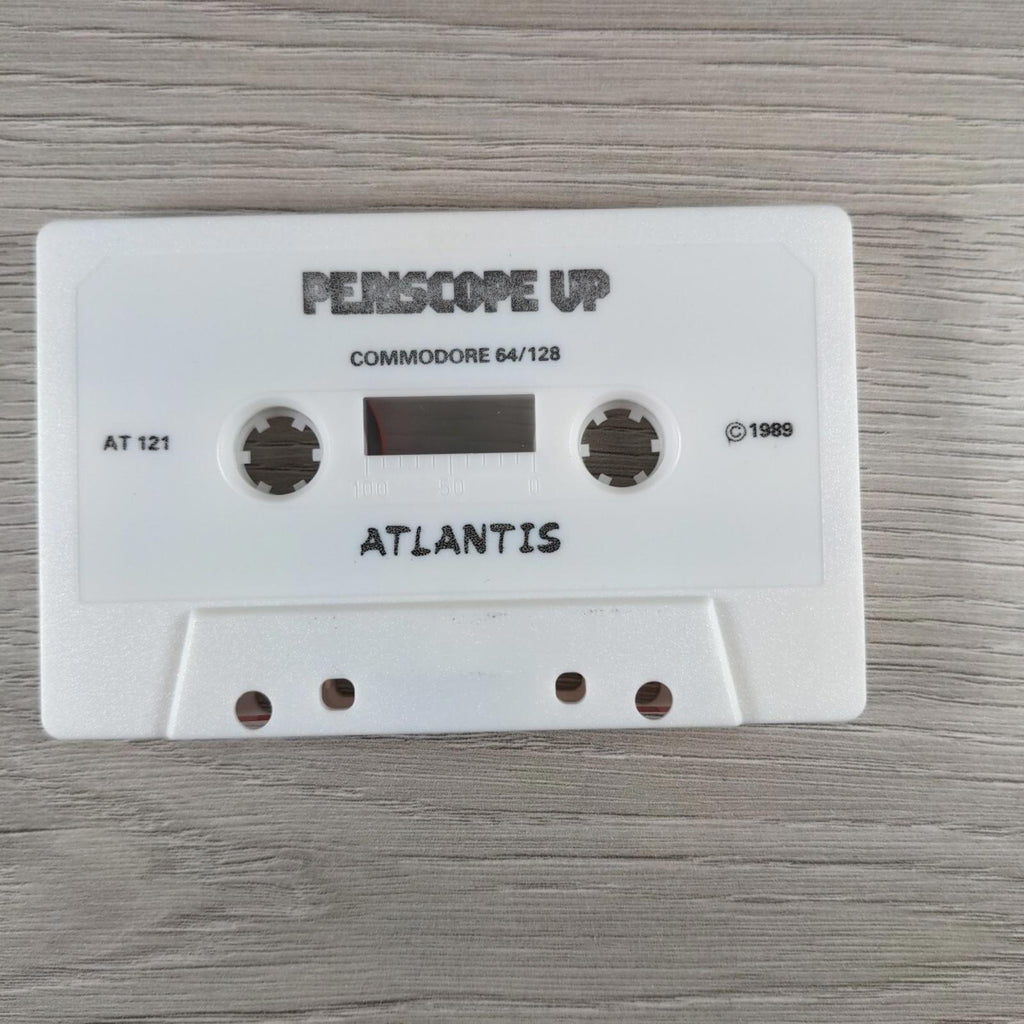 PERISCOPE UP
COMMODORE 64/128
AT 121
© 1989
100 50 0
ATLANTIS